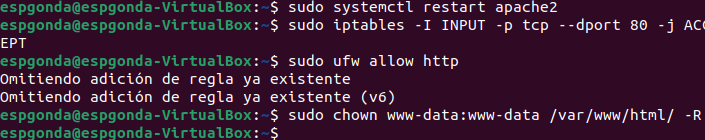 espgonda@espgonda-VirtualBox:~$ sudo systemctl restart apache2
espgonda@espgonda-VirtualBox:~$ sudo iptables -I INPUT -p tcp --dport 80 -j ACC
EPT
espgonda@espgonda-VirtualBox:~$ sudo ufw allow http
Omitiendo adición de regla ya existente
Omitiendo adición de regla ya existente (v6)
espgonda@espgonda-VirtualBox:~$ sudo chown www-data:www-data /var/www/html/ -R
espgonda@espgonda-VirtualBox:~$